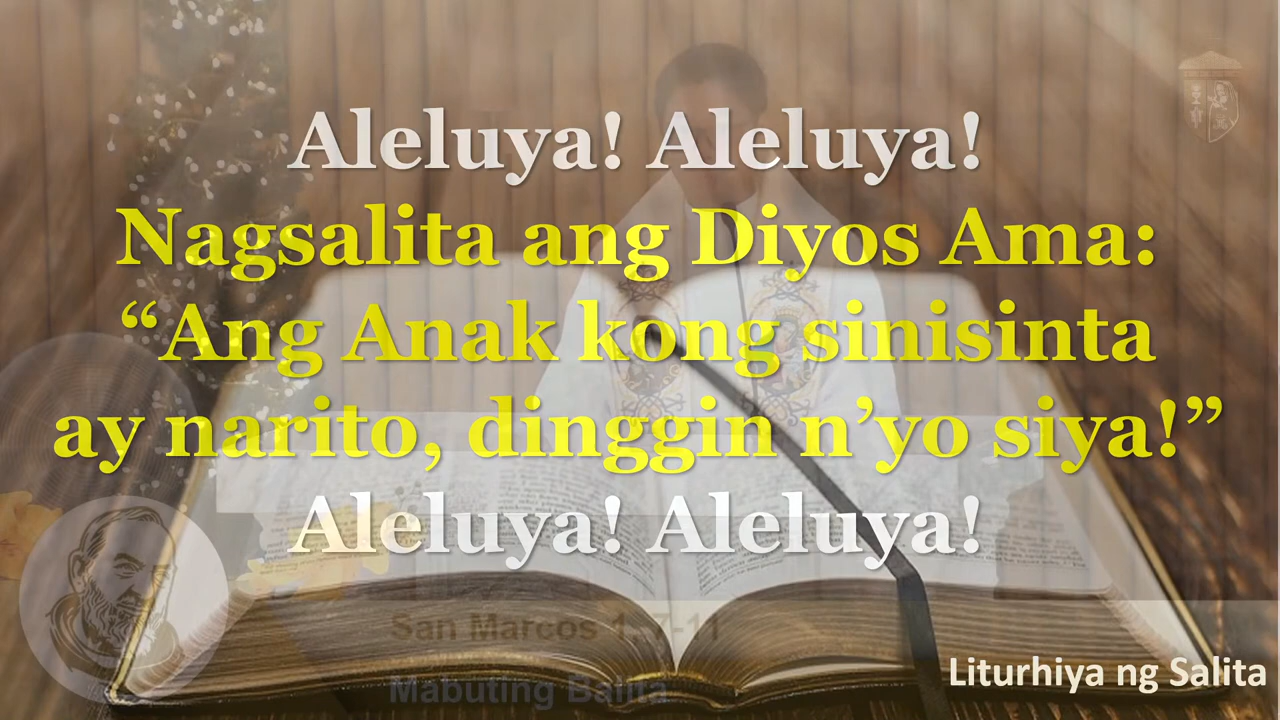 Aleluya! Aleluya!
Nagsalita ang Diyos Ama:
“Ang Anak kong sinisinta
ay narito, dinggin n’yo siya!”
Aleluya! Aleluya!
San Marcos 1, 7-11
Mabuting Balita
Liturhiya ng Salita